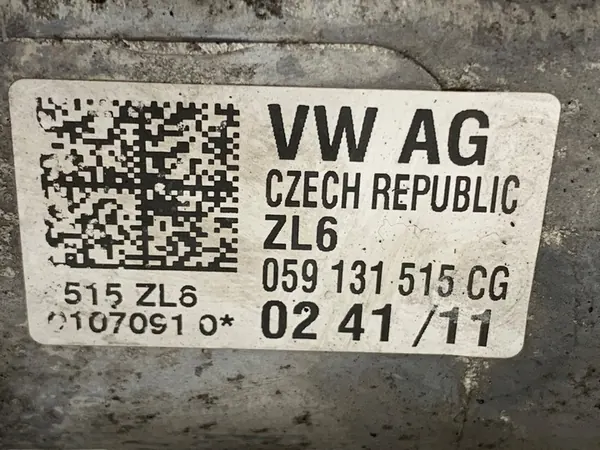 VW AG
CZECH REPUBLIC
ZL6
059 131 515 CG
02 41 /11
515 ZL6
0107091 0*